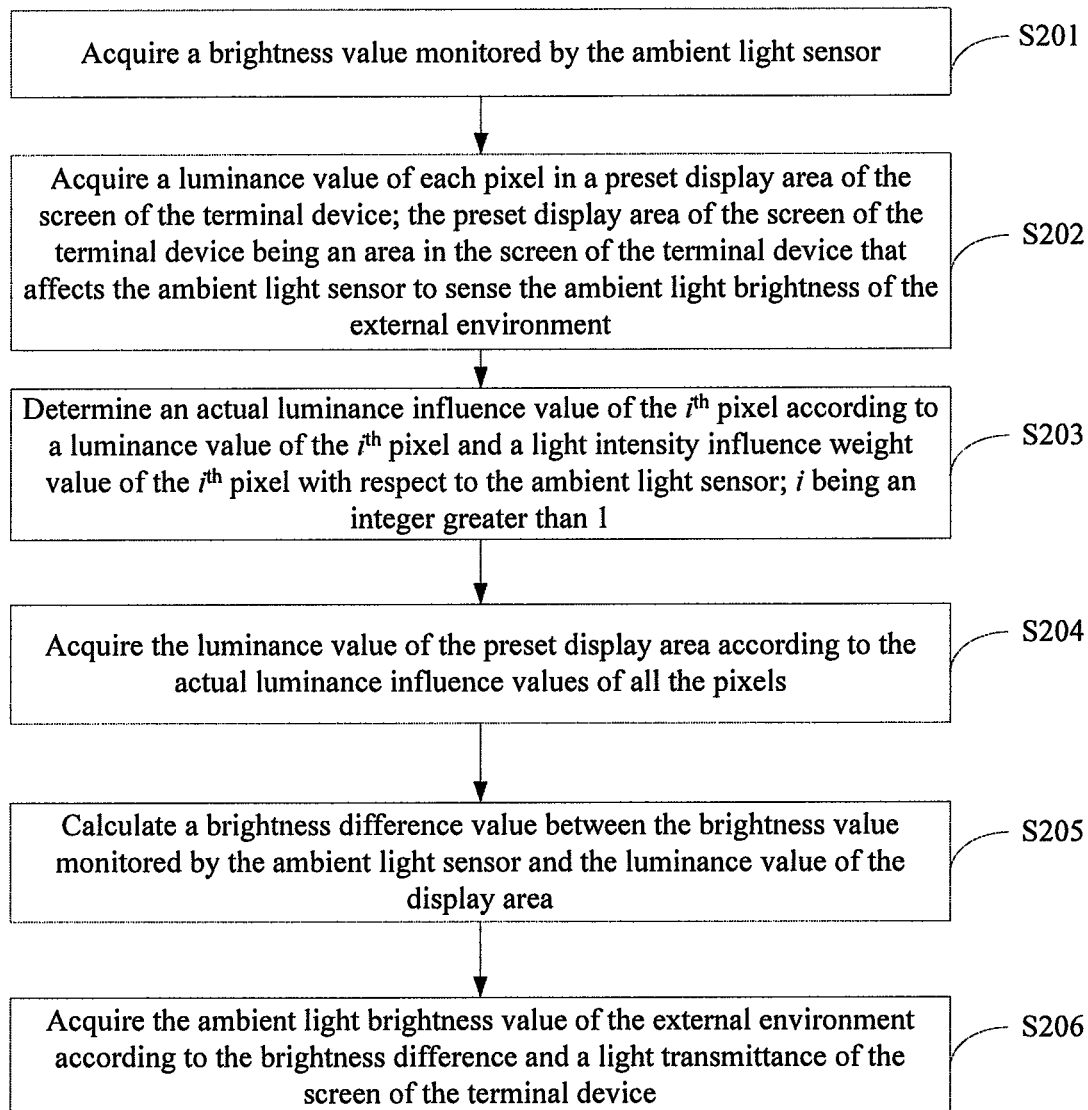 Acquire a brightness value monitored by the ambient light sensor
S201
Acquire a luminance value of each pixel in a preset display area of the
screen of the terminal device; the preset display area of the screen of the
terminal device being an area in the screen of the terminal device that
affects the ambient light sensor to sense the ambient light brightness of the
external environment
S202
Determine an actual luminance influence value of the ith pixel according to
a luminance value of the ith pixel and a light intensity influence weight
value of the ith pixel with respect to the ambient light sensor; i being an
integer greater than 1
S203
Acquire the luminance value of the preset display area according to the
actual luminance influence values of all the pixels
S204
Calculate a brightness difference value between the brightness value
monitored by the ambient light sensor and the luminance value of the
display area
S205
Acquire the ambient light brightness value of the external environment
according to the brightness difference and a light transmittance of the
screen of the terminal device
S206